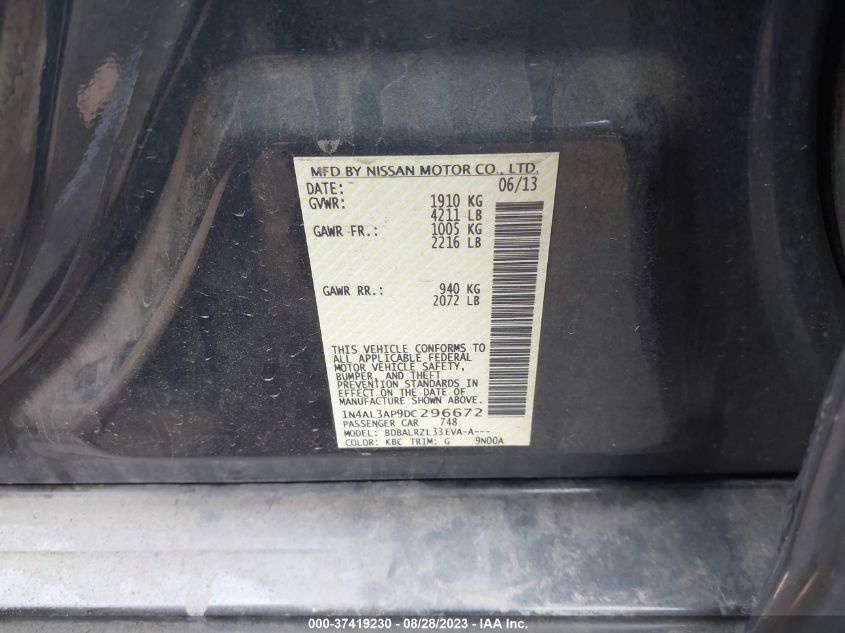 MFD BY NISSAN MOTOR CO., LTD.
DATE: 06/13
GVWR: 1910 KG
4211 LB
GAWR FR.: 1005 KG
2216 LB
GAWR RR.: 940 KG
2072 LB
THIS VEHICLE CONFORMS TO
ALL APPLICABLE FEDERAL
MOTOR VEHICLE SAFETY,
BUMPER, AND THEFT
PREVENTION STANDARDS IN
EFFECT ON THE DATE OF
MANUFACTURE SHOWN ABOVE.
1N4AL3AP9DC296672
PASSENGER CAR 748
MODEL: BDBALRZL33EVA-A---
COLOR: KBC TRIM: G 9N00A
000-37419230 - 08/28/2023 - © IAA Inc.